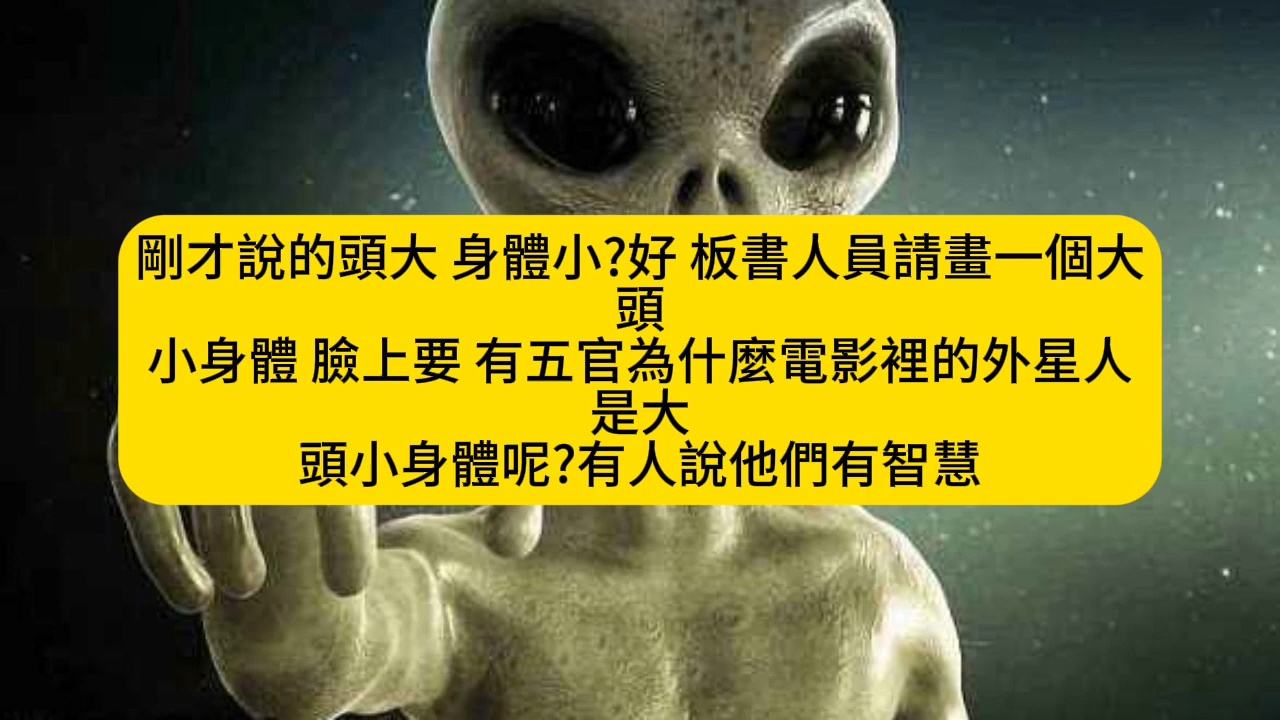 剛才說的頭大 身體小?好 板書人員請畫一個大
頭
小身體 臉上要 有五官為什麼電影裡的外星人
是大
頭小身體呢?有人說他們有智慧